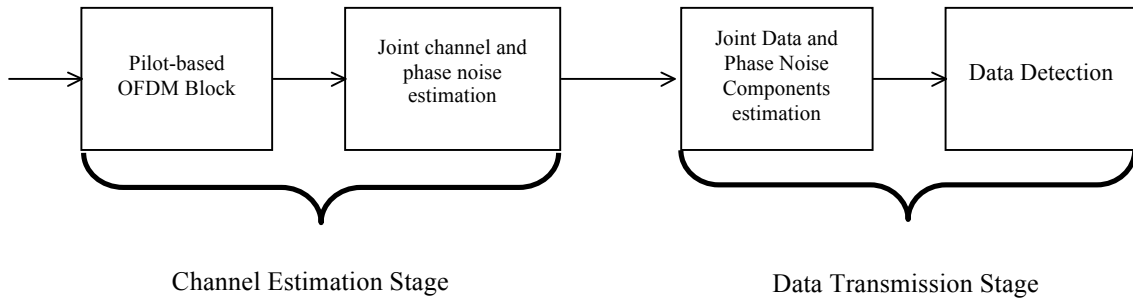 Pilot-based
OFDM Block
Joint channel and
phase noise
estimation
Joint Data and
Phase Noise
Components
estimation
Data Detection
Channel Estimation Stage
Data Transmission Stage